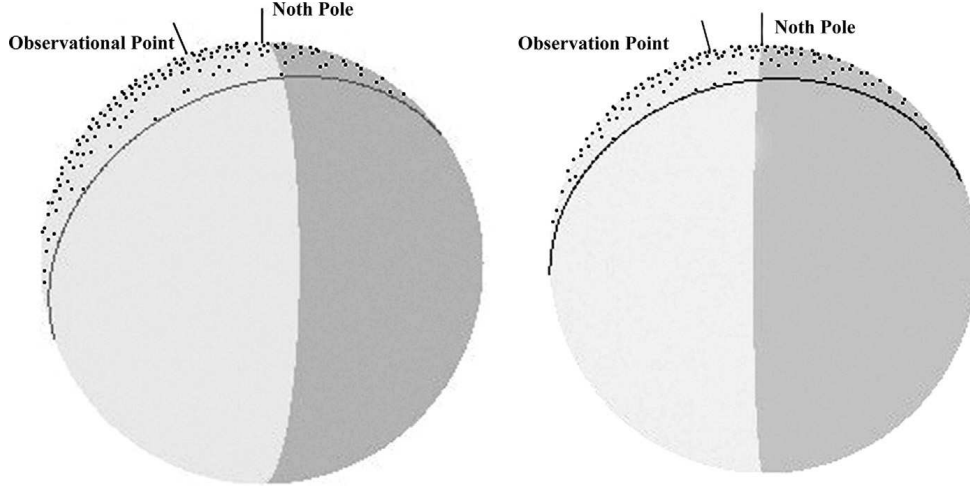 Noth Pole
Observational Point
Noth Pole
Observation Point